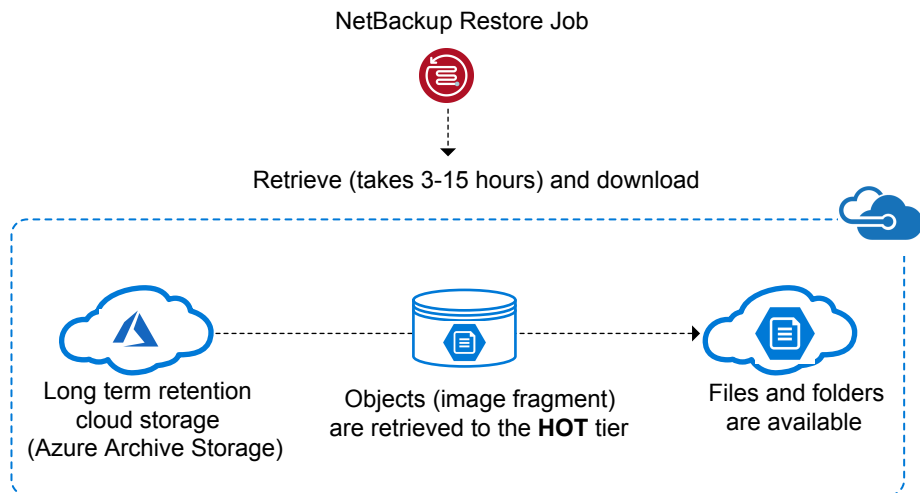 NetBackup Restore Job
Retrieve (takes 3-15 hours) and download
Long term retention
cloud storage
(Azure Archive Storage)
Objects (image fragment)
are retrieved to the HOT tier
Files and folders
are available